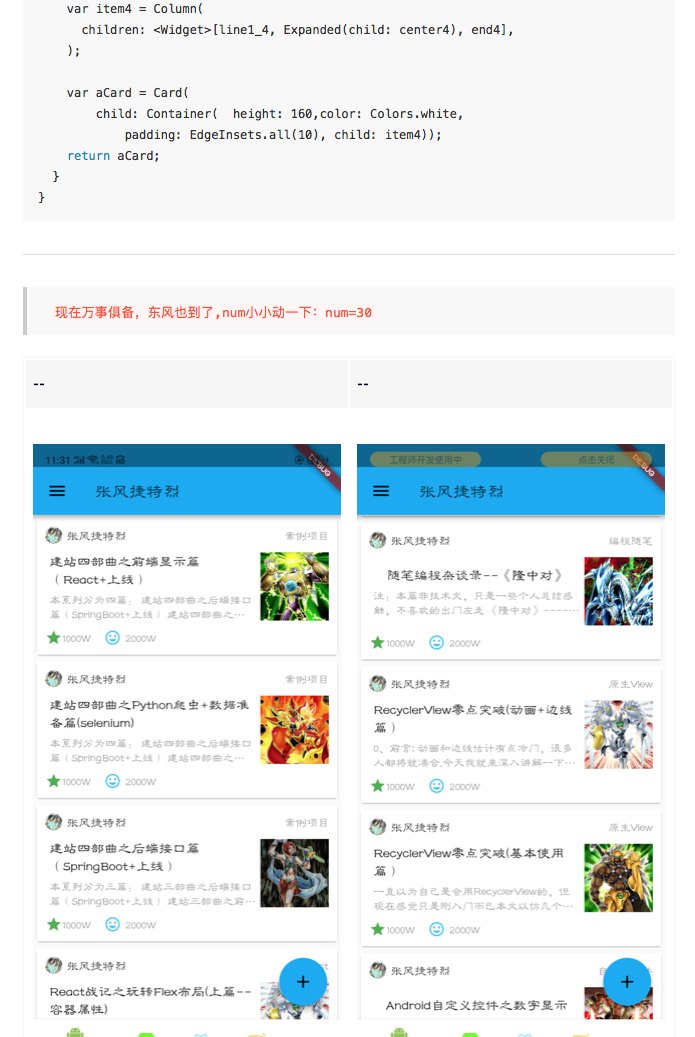 var item4 = Column(
children: <Widget>[line1_4, Expanded(child: center4), end4],
);
var aCard = Card(
child: Container(  height: 160,color: Colors.white,
padding: EdgeInsets.all(10), child: item4));
return aCard;
}
}
现在万事俱备，东风也到了,num小小动一下：num=30
--
--
11:31
DEBUG
张风捷特烈
张风捷特烈
案例项目
建站四部曲之前端显示篇
（React+上线）
本系列分为四篇： 建站四部曲之后端接口
篇（SpringBoot+上线） 建站四部曲之…
1000W
2000W
张风捷特烈
案例项目
建站四部曲之Python爬虫+数据准
备篇(selenium)
本系列分为四篇： 建站四部曲之后端接口
篇（SpringBoot+上线） 建站四部曲之…
1000W
2000W
张风捷特烈
案例项目
建站四部曲之后端接口篇
（SpringBoot+上线）
本系列分为三篇： 建站三部曲之后端接口
篇（SpringBoot+上线） 建站三部曲之前…
1000W
2000W
张风捷特烈
React战记之玩转Flex布局(上篇--
容器属性)
+
工程师开发使用中
点击关闭
DEBUG
张风捷特烈
张风捷特烈
编程随笔
随笔编程杂谈录--《隆中对》
注：本篇非技术文。只是一些个人总结感
触。不喜欢的出门左走《隆中对》----…
1000W
2000W
张风捷特烈
原生View
RecyclerView零点突破(动画+边线
篇）
0、前言: 动画和边线估计有点冷门。很多
人都将就凑合,今天我就来深入讲解一下…
1000W
2000W
张风捷特烈
原生View
RecyclerView零点突破(基本使用
篇）
一直以为自己是会用RecyclerView的。但
现在感觉只是刚入门而已本文以仿几个…
1000W
2000W
张风捷特烈
Android自定义控件之数字显示
+